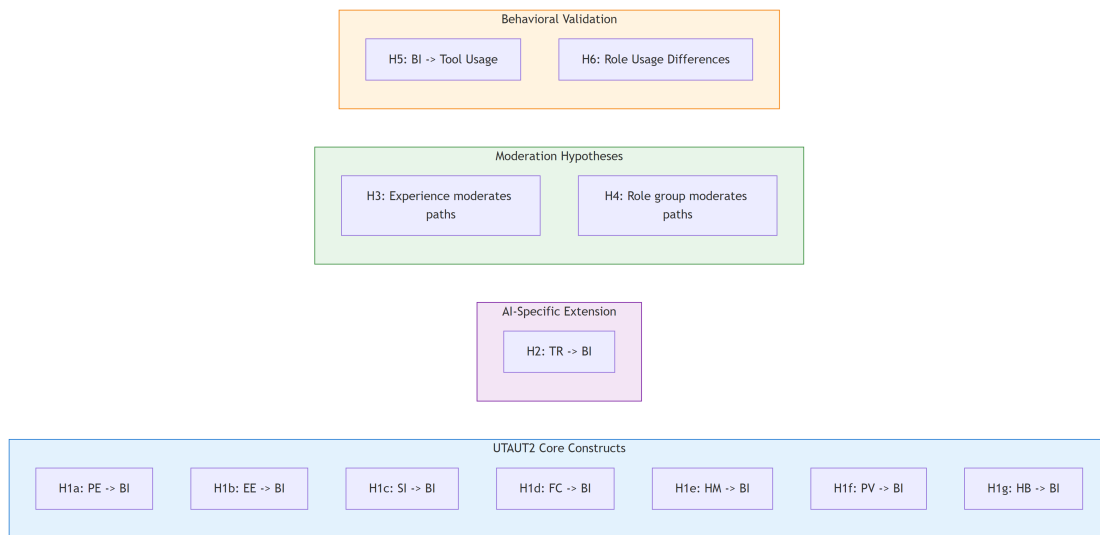 Behavioral Validation
H5: BI -> Tool Usage
H6: Role Usage Differences
Moderation Hypotheses
H3: Experience moderates
paths
H4: Role group moderates
paths
AI-Specific Extension
H2: TR -> BI
UTAUT2 Core Constructs
H1a: PE -> BI
H1b: EE -> BI
H1c: SI -> BI
H1d: FC -> BI
H1e: HM -> BI
H1f: PV -> BI
H1g: HB -> BI